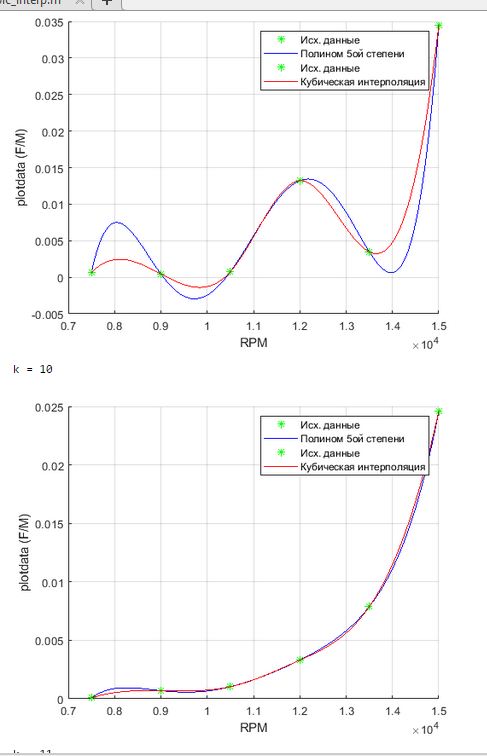 0.035
0.03
0.025
0.02
0.015
0.01
0.005
0
-0.005
plotdata (F/M)
Исх. данные
Полином 5ой степени
Исх. данные
Кубическая интерполяция
0.7 0.8 0.9 1 1.1 1.2 1.3 1.4 1.5
RPM
×10⁴
k = 10
0.025
0.02
0.015
0.01
0.005
0
plotdata (F/M)
Исх. данные
Полином 5ой степени
Исх. данные
Кубическая интерполяция
0.7 0.8 0.9 1 1.1 1.2 1.3 1.4 1.5
RPM
×10⁴